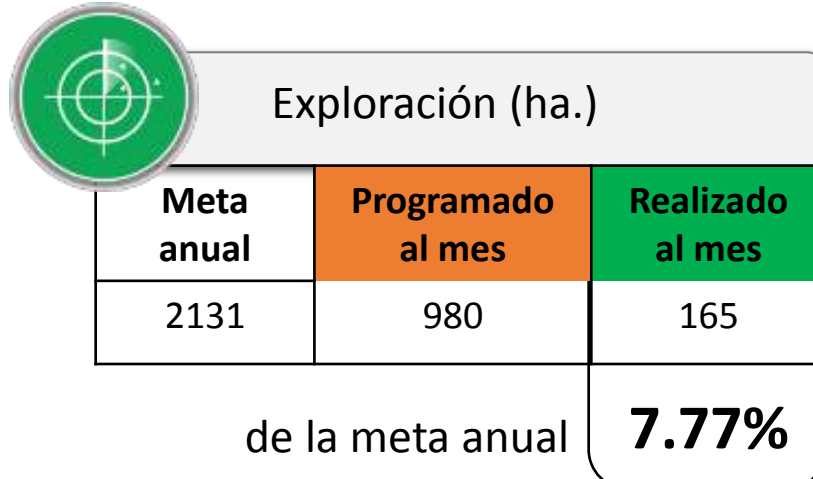 Exploración (ha.)
Meta anual
Programado al mes
Realizado al mes
2131
980
165
de la meta anual
7.77%